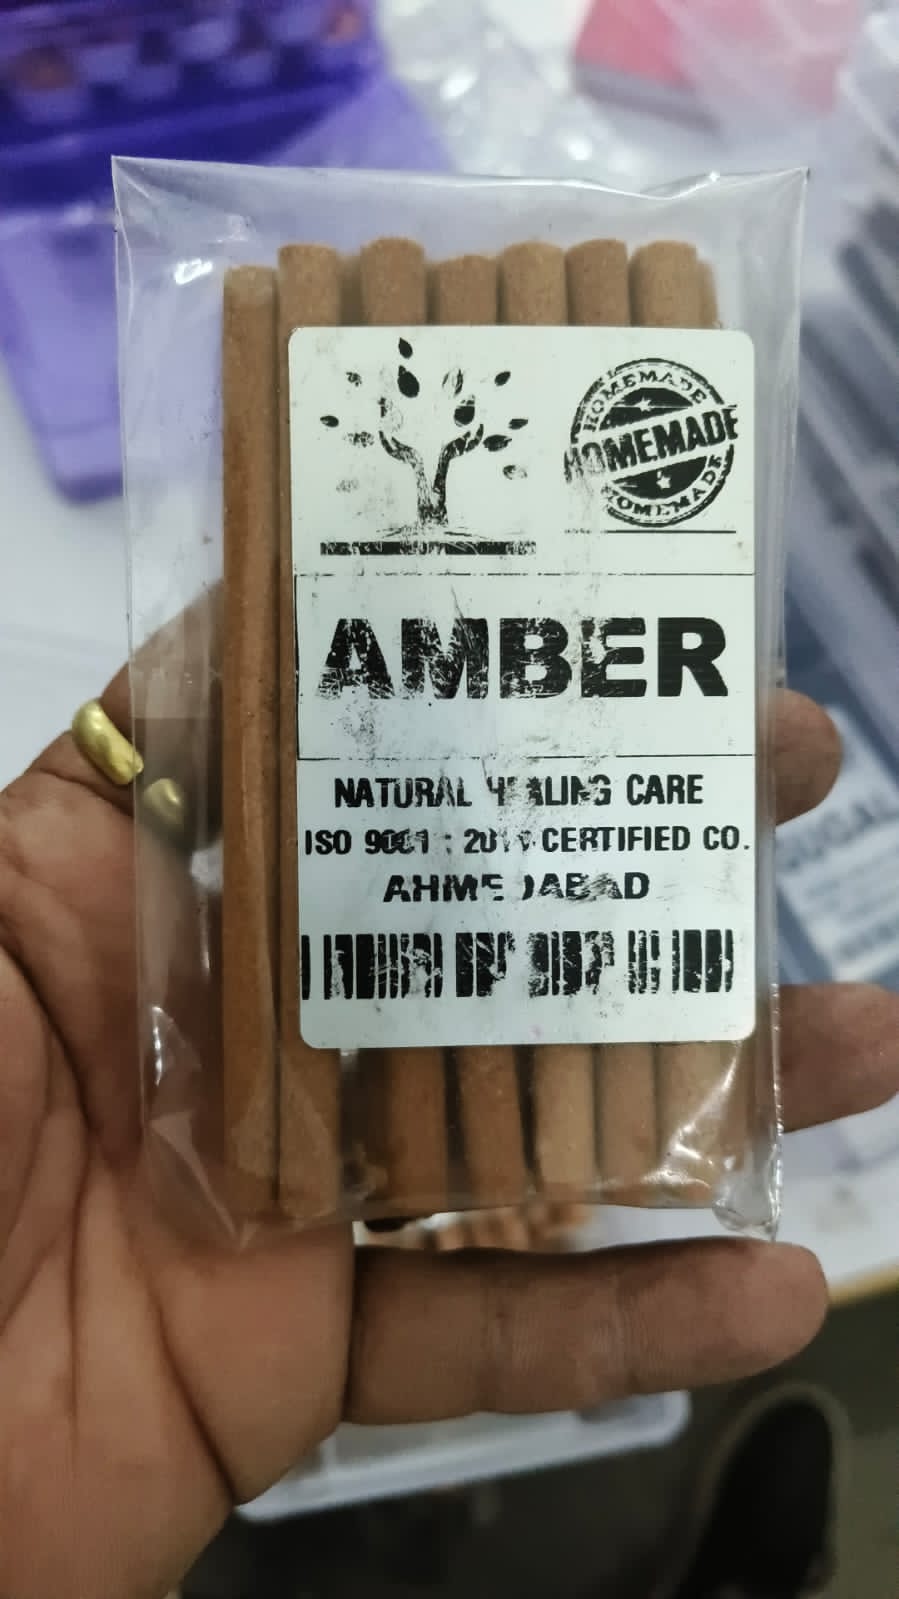 HOMEMADE
HOMEMADE
HOMEMADE
AMBER
NATURAL HEALING CARE
ISO 9001 : CERTIFIED CO.
AHMEDABAD